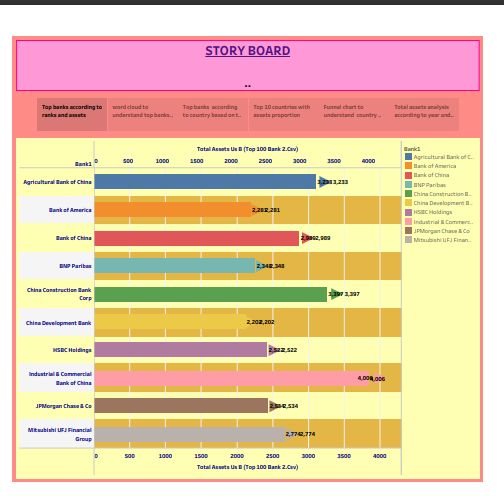 STORY BOARD
..
Top banks according to ranks and assets
word cloud to understand top banks..
Top banks according to country based on t..
Top 10 countries with assets proportion
Funnel chart to understand country ..
Total assets analysis according to year and..
Total Assets Us B (Top 100 Bank 2.Csv)
Bank1
0 500 1000 1500 2000 2500 3000 3500 4000
Agricultural Bank of China 3,233
Bank of America 2,281 2,281
Bank of China 2,989 2,989
BNP Paribas 2,348 2,348
China Construction Bank Corp 3,397 3,397
China Development Bank 2,202 2,202
HSBC Holdings 2,522 2,522
Industrial & Commercial Bank of China 4,006 4,006
JPMorgan Chase & Co 2,534 2,534
Mitsubishi UFJ Financial Group 2,774 2,774
0 500 1000 1500 2000 2500 3000 3500 4000
Total Assets Us B (Top 100 Bank 2.Csv)
Bank1
Agricultural Bank of C..
Bank of America
Bank of China
BNP Paribas
China Construction B..
China Development B..
HSBC Holdings
Industrial & Commerc..
JPMorgan Chase & Co
Mitsubishi UFJ Finan..